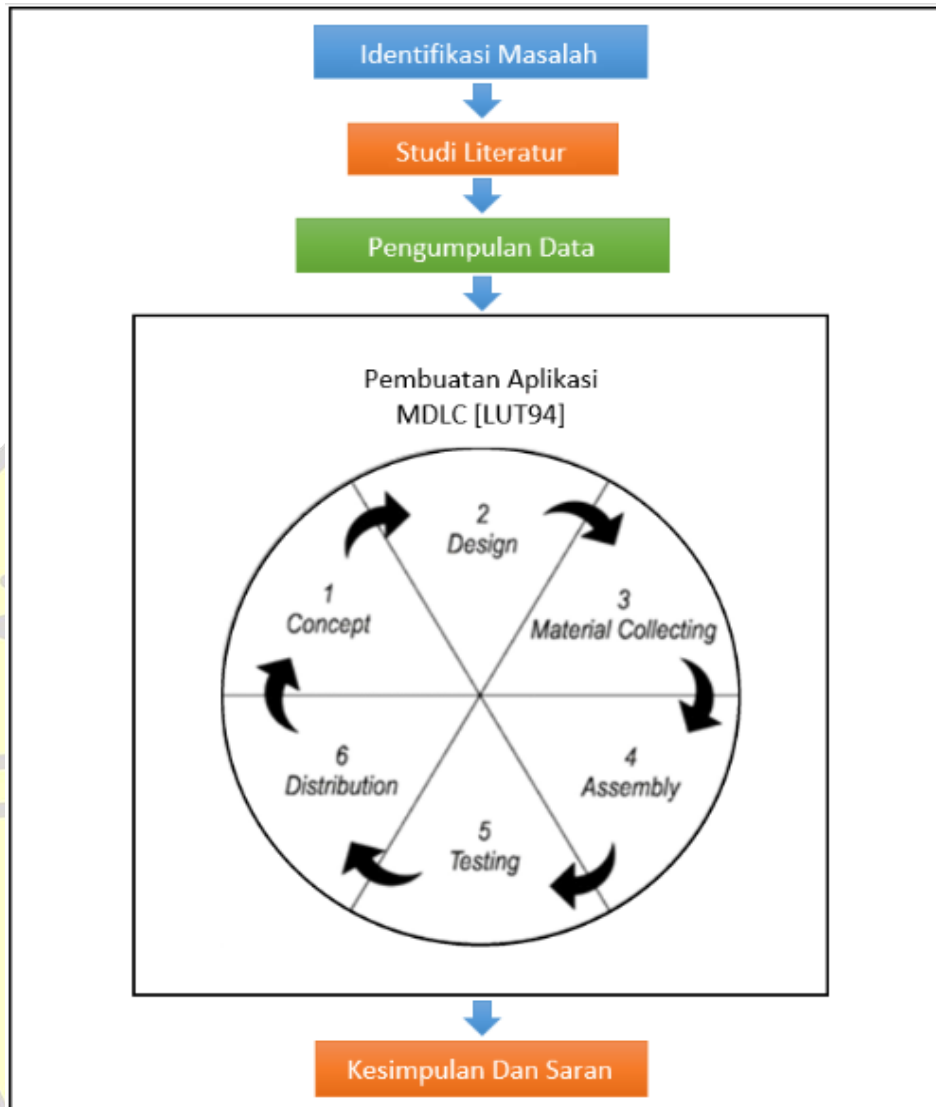 Identifikasi Masalah
Studi Literatur
Pengumpulan Data
Pembuatan Aplikasi
MDLC [LUT94]
1
Concept
2
Design
3
Material Collecting
4
Assembly
5
Testing
6
Distribution
Kesimpulan Dan Saran